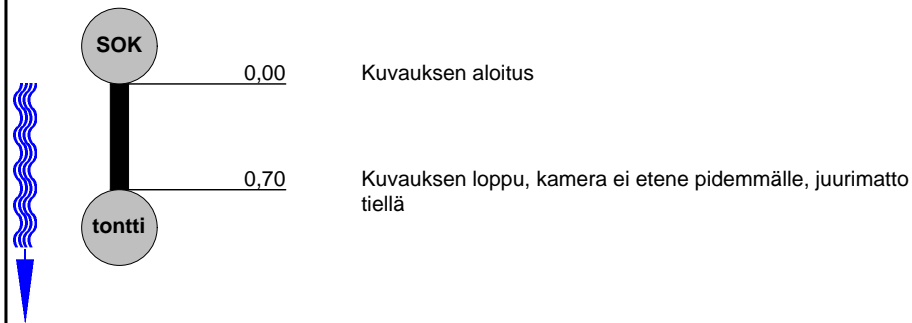 SOK
0,00 Kuvauksen aloitus
0,70 Kuvauksen loppu, kamera ei etene pidemmälle, juurimatto
tiellä
tontti